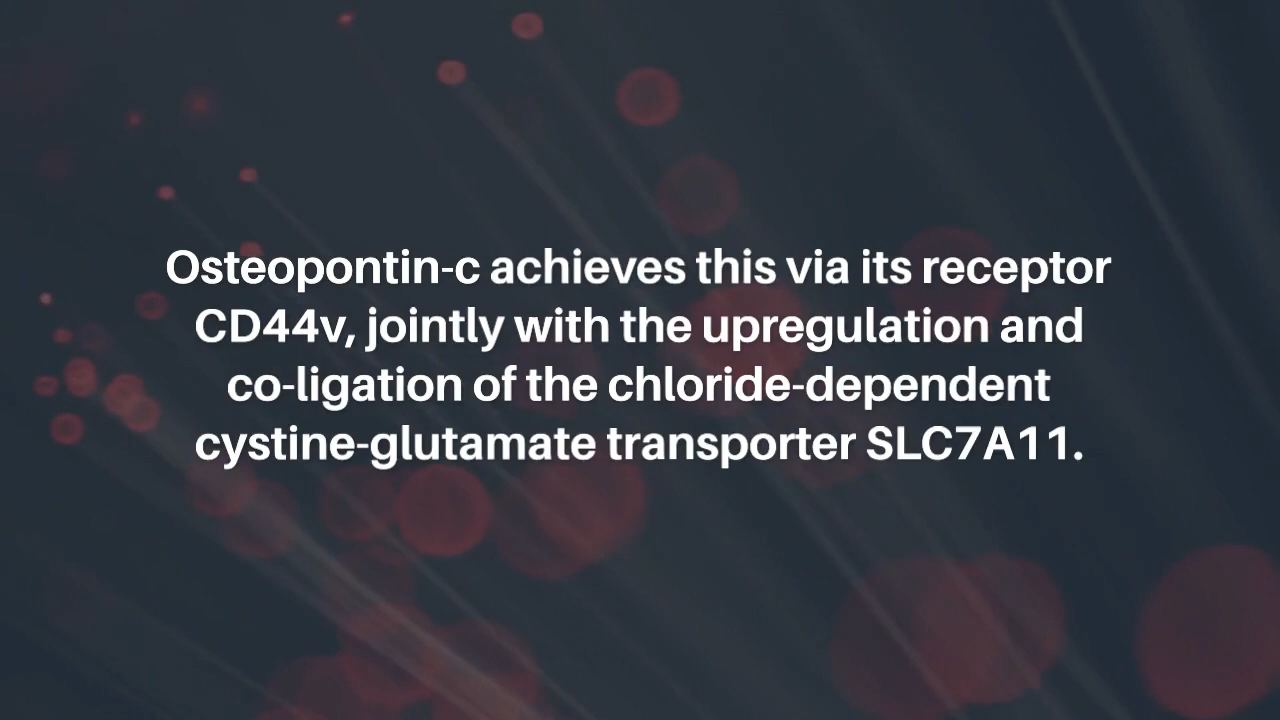 Osteopontin-c achieves this via its receptor
CD44v, jointly with the upregulation and
co-ligation of the chloride-dependent
cystine-glutamate transporter SLC7A11.